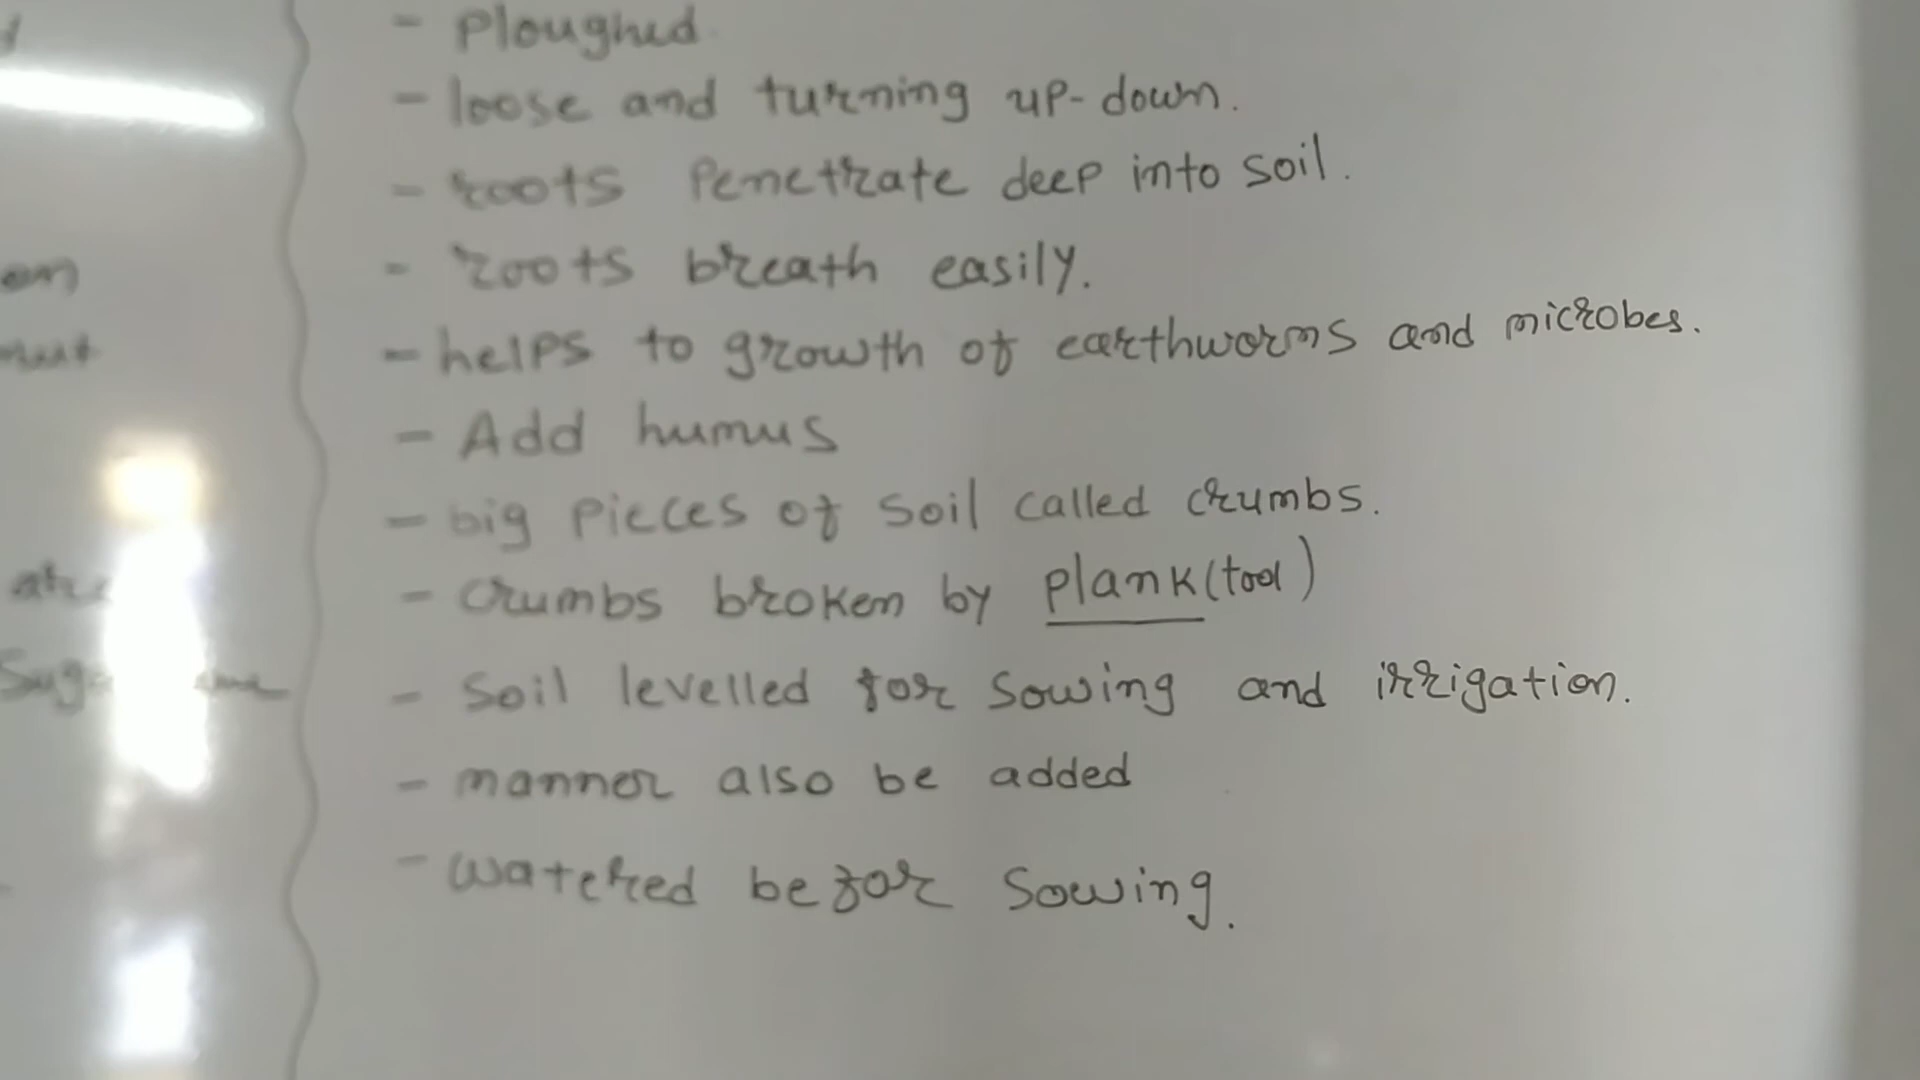 - Ploughed
- loose and turning up-down.
- roots Penetrate deep into soil.
- roots breath easily.
- helps to growth of earthworms and microbes.
- Add humus
- big pieces of soil called crumbs.
- crumbs broken by plank (tool)
- Soil levelled for sowing and irrigation.
- manner also be added
- watered befor Sowing.